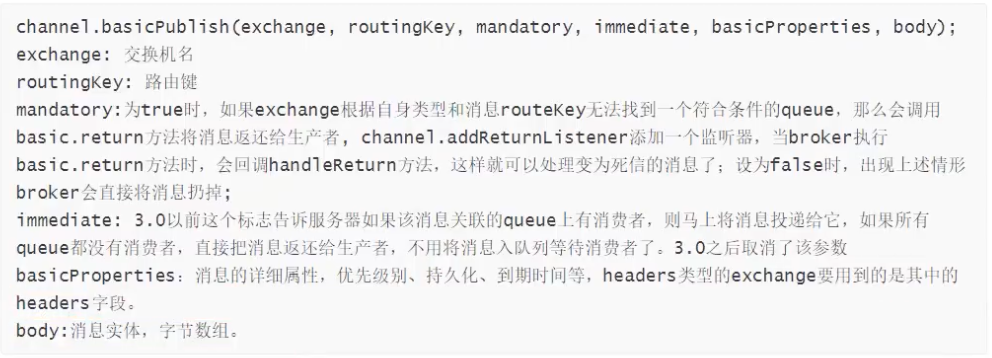 channel.basicPublish(exchange, routingKey, mandatory, immediate, basicProperties, body);
exchange: 交换机名
routingKey: 路由键
mandatory:为true时，如果exchange根据自身类型和消息routeKey无法找到一个符合条件的queue，那么会调用
basic.return方法将消息返还给生产者, channel.addReturnListener添加一个监听器，当broker执行
basic.return方法时，会回调handleReturn方法，这样就可以处理变为死信的消息了；设为false时，出现上述情形
broker会直接将消息扔掉;
immediate: 3.0以前这个标志告诉服务器如果该消息关联的queue上有消费者，则马上将消息投递给它，如果所有
queue都没有消费者，直接把消息返还给生产者，不用将消息入队列等待消费者了。3.0之后取消了该参数
basicProperties：消息的详细属性，优先级别、持久化、到期时间等，headers类型的exchange要用到的是其中的
headers字段。
body:消息实体，字节数组。